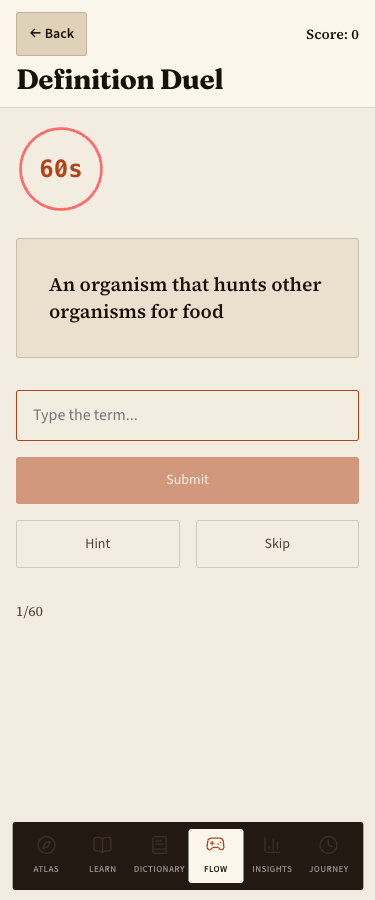 ← Back
Score: 0
Definition Duel
60s
An organism that hunts other
organisms for food
Type the term...
Submit
Hint
Skip
1/60
ATLAS
LEARN
DICTIONARY
FLOW
INSIGHTS
JOURNEY